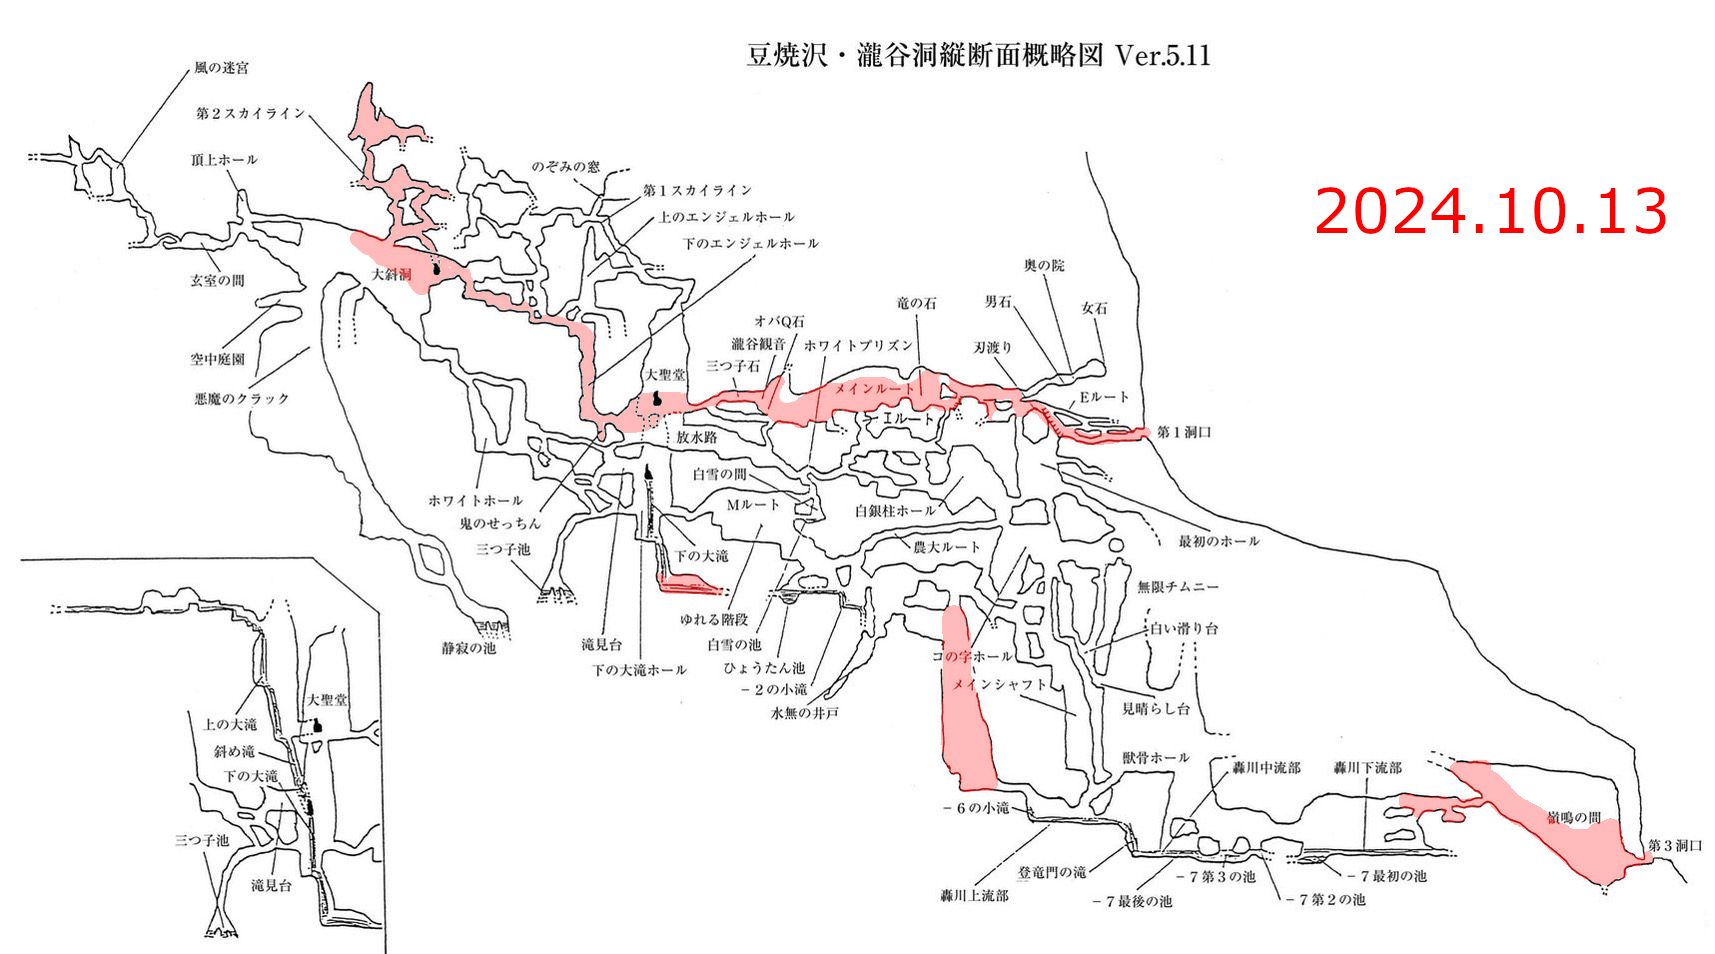 豆焼沢・瀧谷洞縦断面概略図 Ver.5.11
2024.10.13
風の迷宮
第2スカイライン
頂上ホール
のぞみの窓
第1スカイライン
上のエンジェルホール
下のエンジェルホール
玄室の間
大斜洞
奥の院
男石
女石
竜の石
オバQ石
瀧谷観音
ホワイトプリズン
刃渡り
空中庭園
三つ子石
大聖堂
メインルート
悪魔のクラック
Eルート
Iルート
第1洞口
放水路
白雪の間
ホワイトホール
Mルート
白銀柱ホール
鬼のせっちん
最初のホール
三つ子池
下の大滝
農大ルート
無限チムニー
ゆれる階段
白い滑り台
静寂の池
滝見台
白雪の池
コの字ホール
下の大滝ホール
ひょうたん池
−2の小滝
メインシャフト
水無の井戸
見晴らし台
大聖堂
上の大滝
斜め滝
下の大滝
三つ子池
滝見台
獣骨ホール
轟川中流部
轟川下流部
−6の小滝
嶺鳴の間
第3洞口
登竜門の滝
−7第3の池
−7最初の池
轟川上流部
−7最後の池
−7第2の池